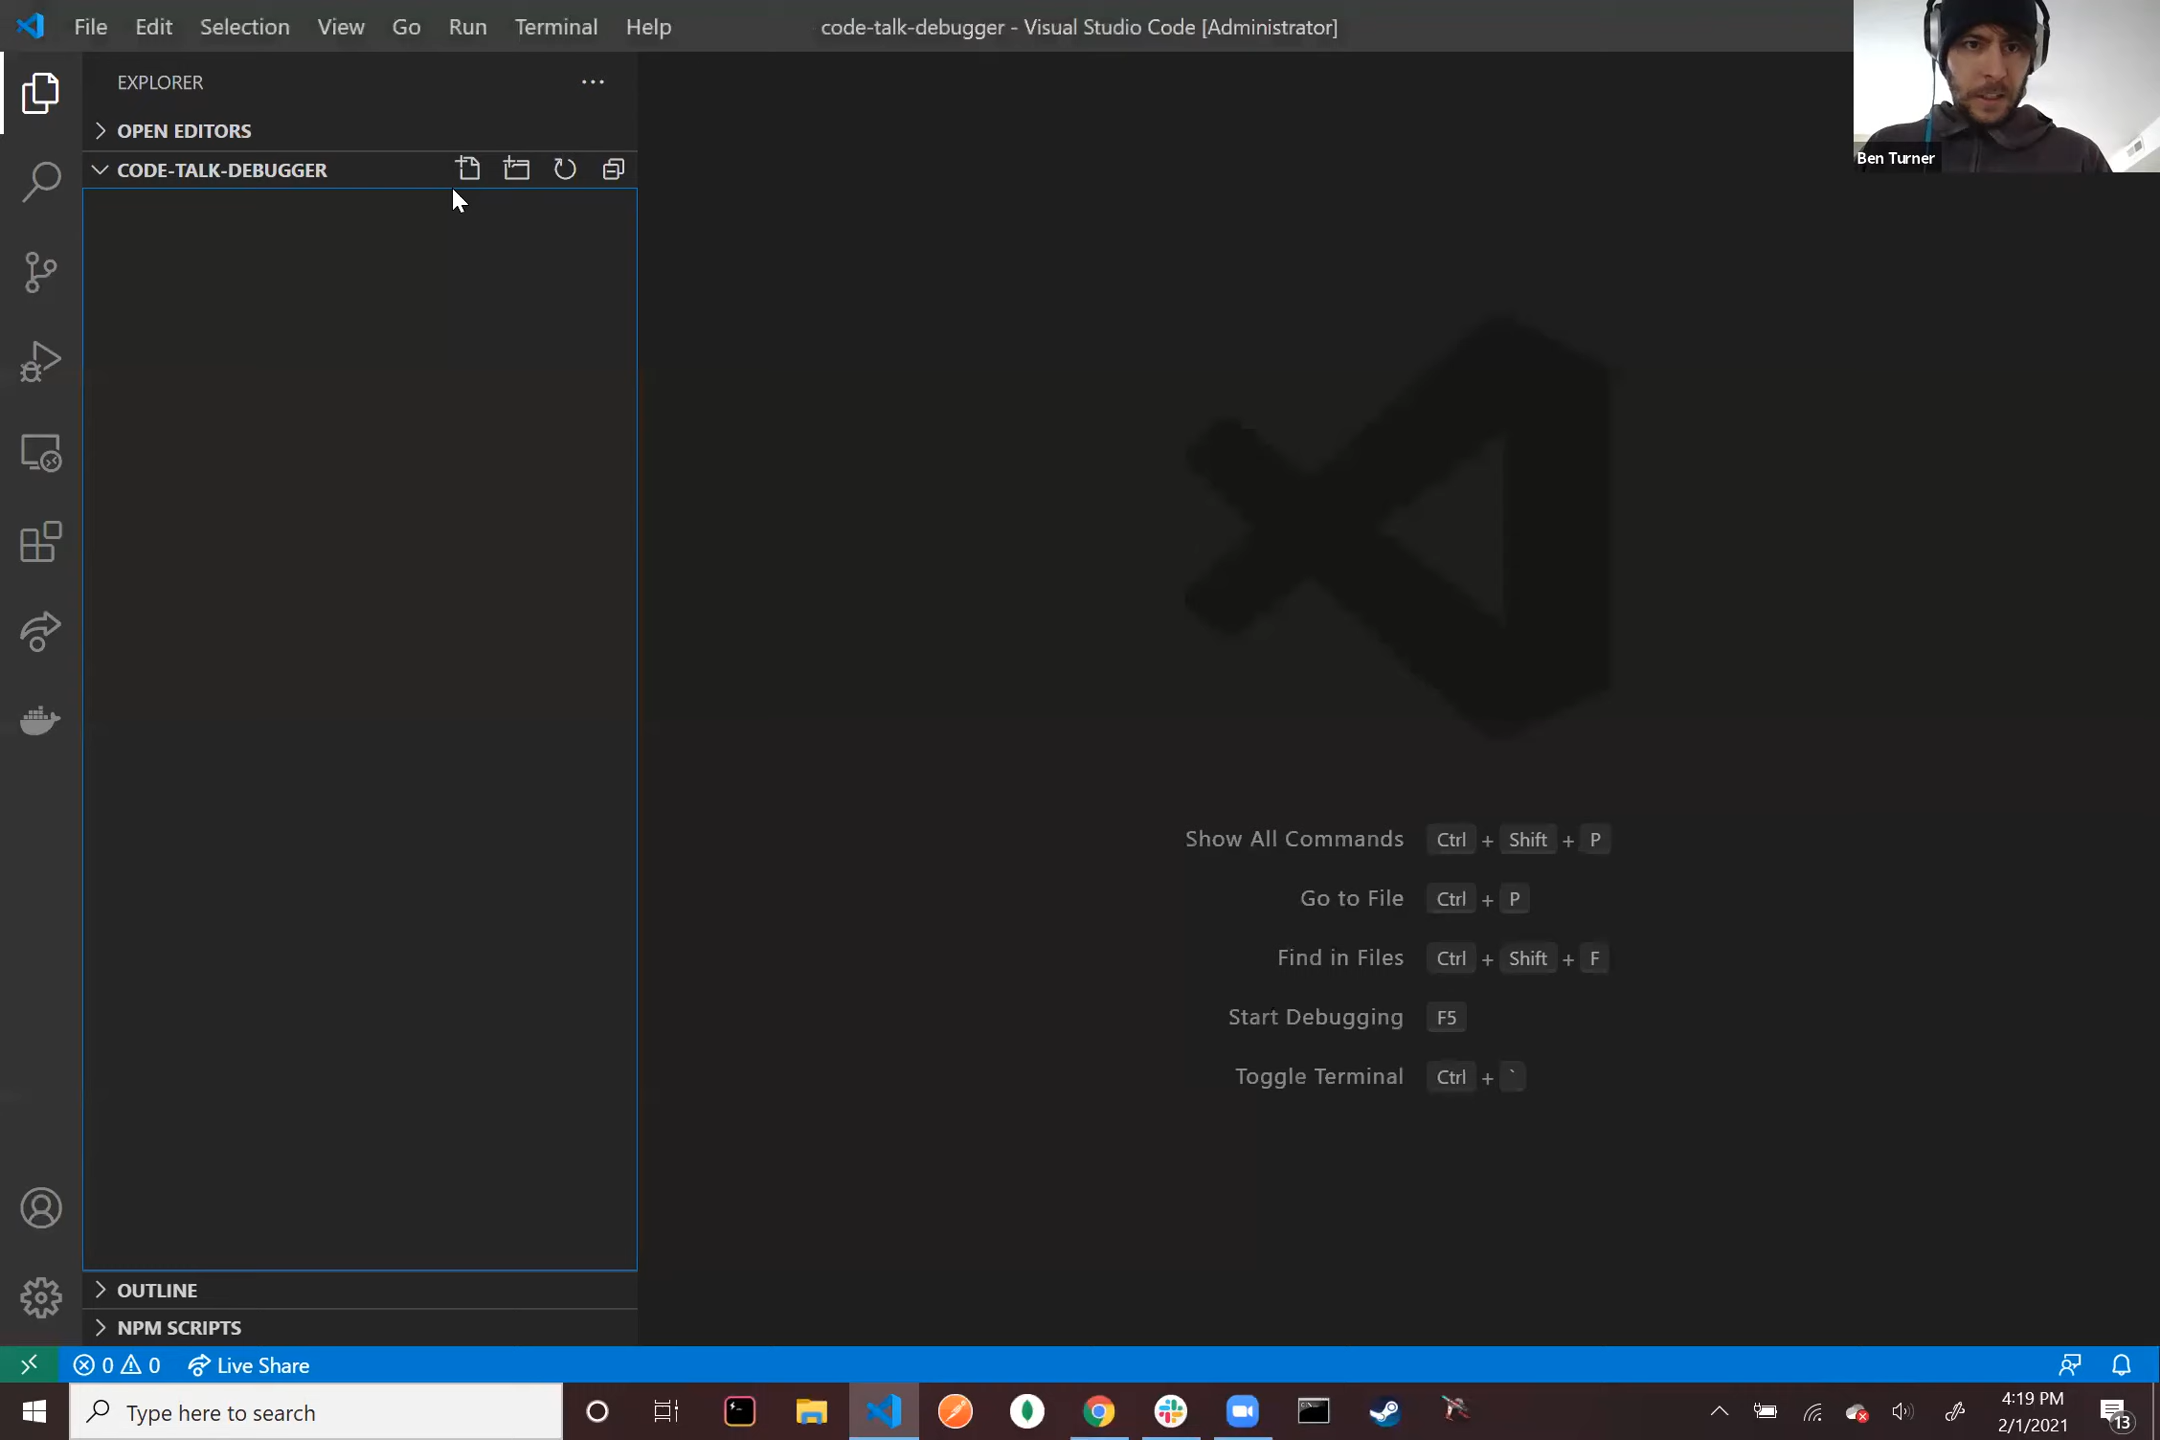 File Edit Selection View Go Run Terminal Help
code-talk-debugger - Visual Studio Code [Administrator]
Ben Turner
EXPLORER
OPEN EDITORS
CODE-TALK-DEBUGGER
Show All Commands Ctrl + Shift + P
Go to File Ctrl + P
Find in Files Ctrl + Shift + F
Start Debugging F5
Toggle Terminal Ctrl + `
OUTLINE
NPM SCRIPTS
0 0 Live Share
Type here to search
4:19 PM
2/1/2021
13